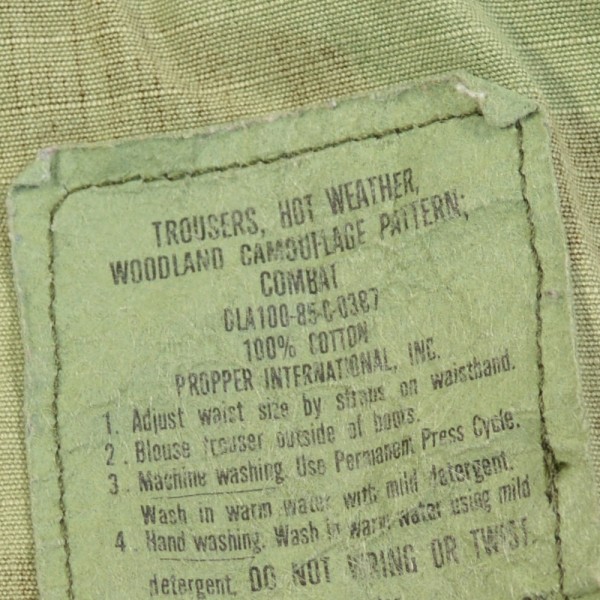 TROUSERS, HOT WEATHER,
WOODLAND CAMOUFLAGE PATTERN;
COMBAT
DLA100-85-C-0387
100% COTTON
PROPPER INTERNATIONAL, INC.
1. Adjust waist size by straps on waistband.
2. Blouse trouser outside of boots.
3. Machine washing. Use Permanent Press Cycle.
Wash in warm water with mild detergent.
4. Hand washing. Wash in warm water using mild
detergent. DO NOT WRING OR TWIST.